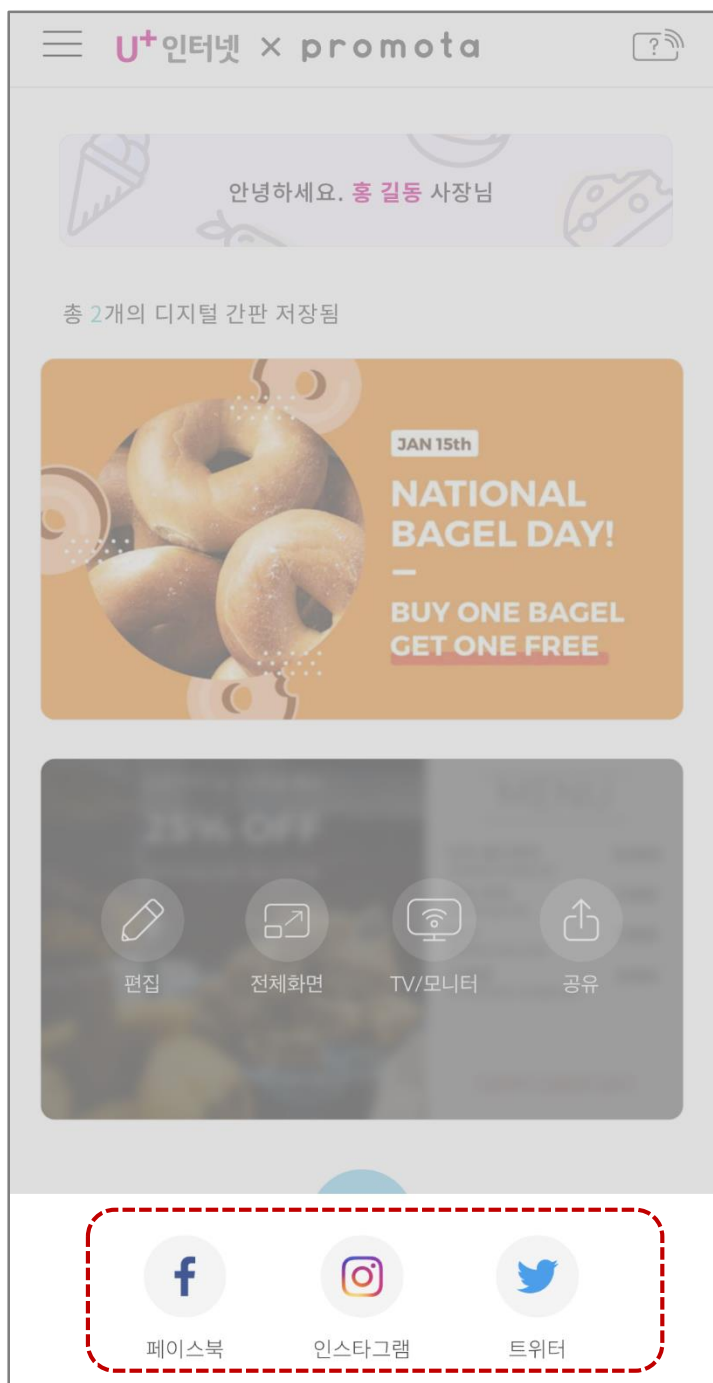 U+인터넷 × promota
?
안녕하세요. 홍 길동 사장님
총 2개의 디지털 간판 저장됨
JAN 15th
NATIONAL
BAGEL DAY!
BUY ONE BAGEL
GET ONE FREE
25% OFF
MENU
편집 전체화면 TV/모니터 공유
페이스북 인스타그램 트위터